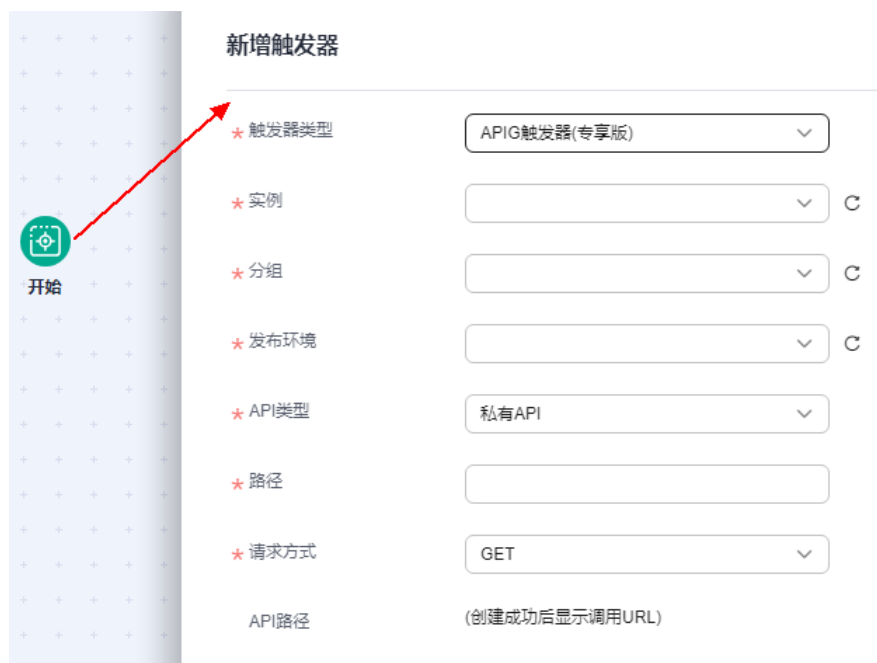 新增触发器
* 触发器类型 APIG触发器(专享版)
* 实例
* 分组
* 发布环境
* API类型 私有API
* 路径
* 请求方式 GET
API路径 (创建成功后显示调用URL)
开始